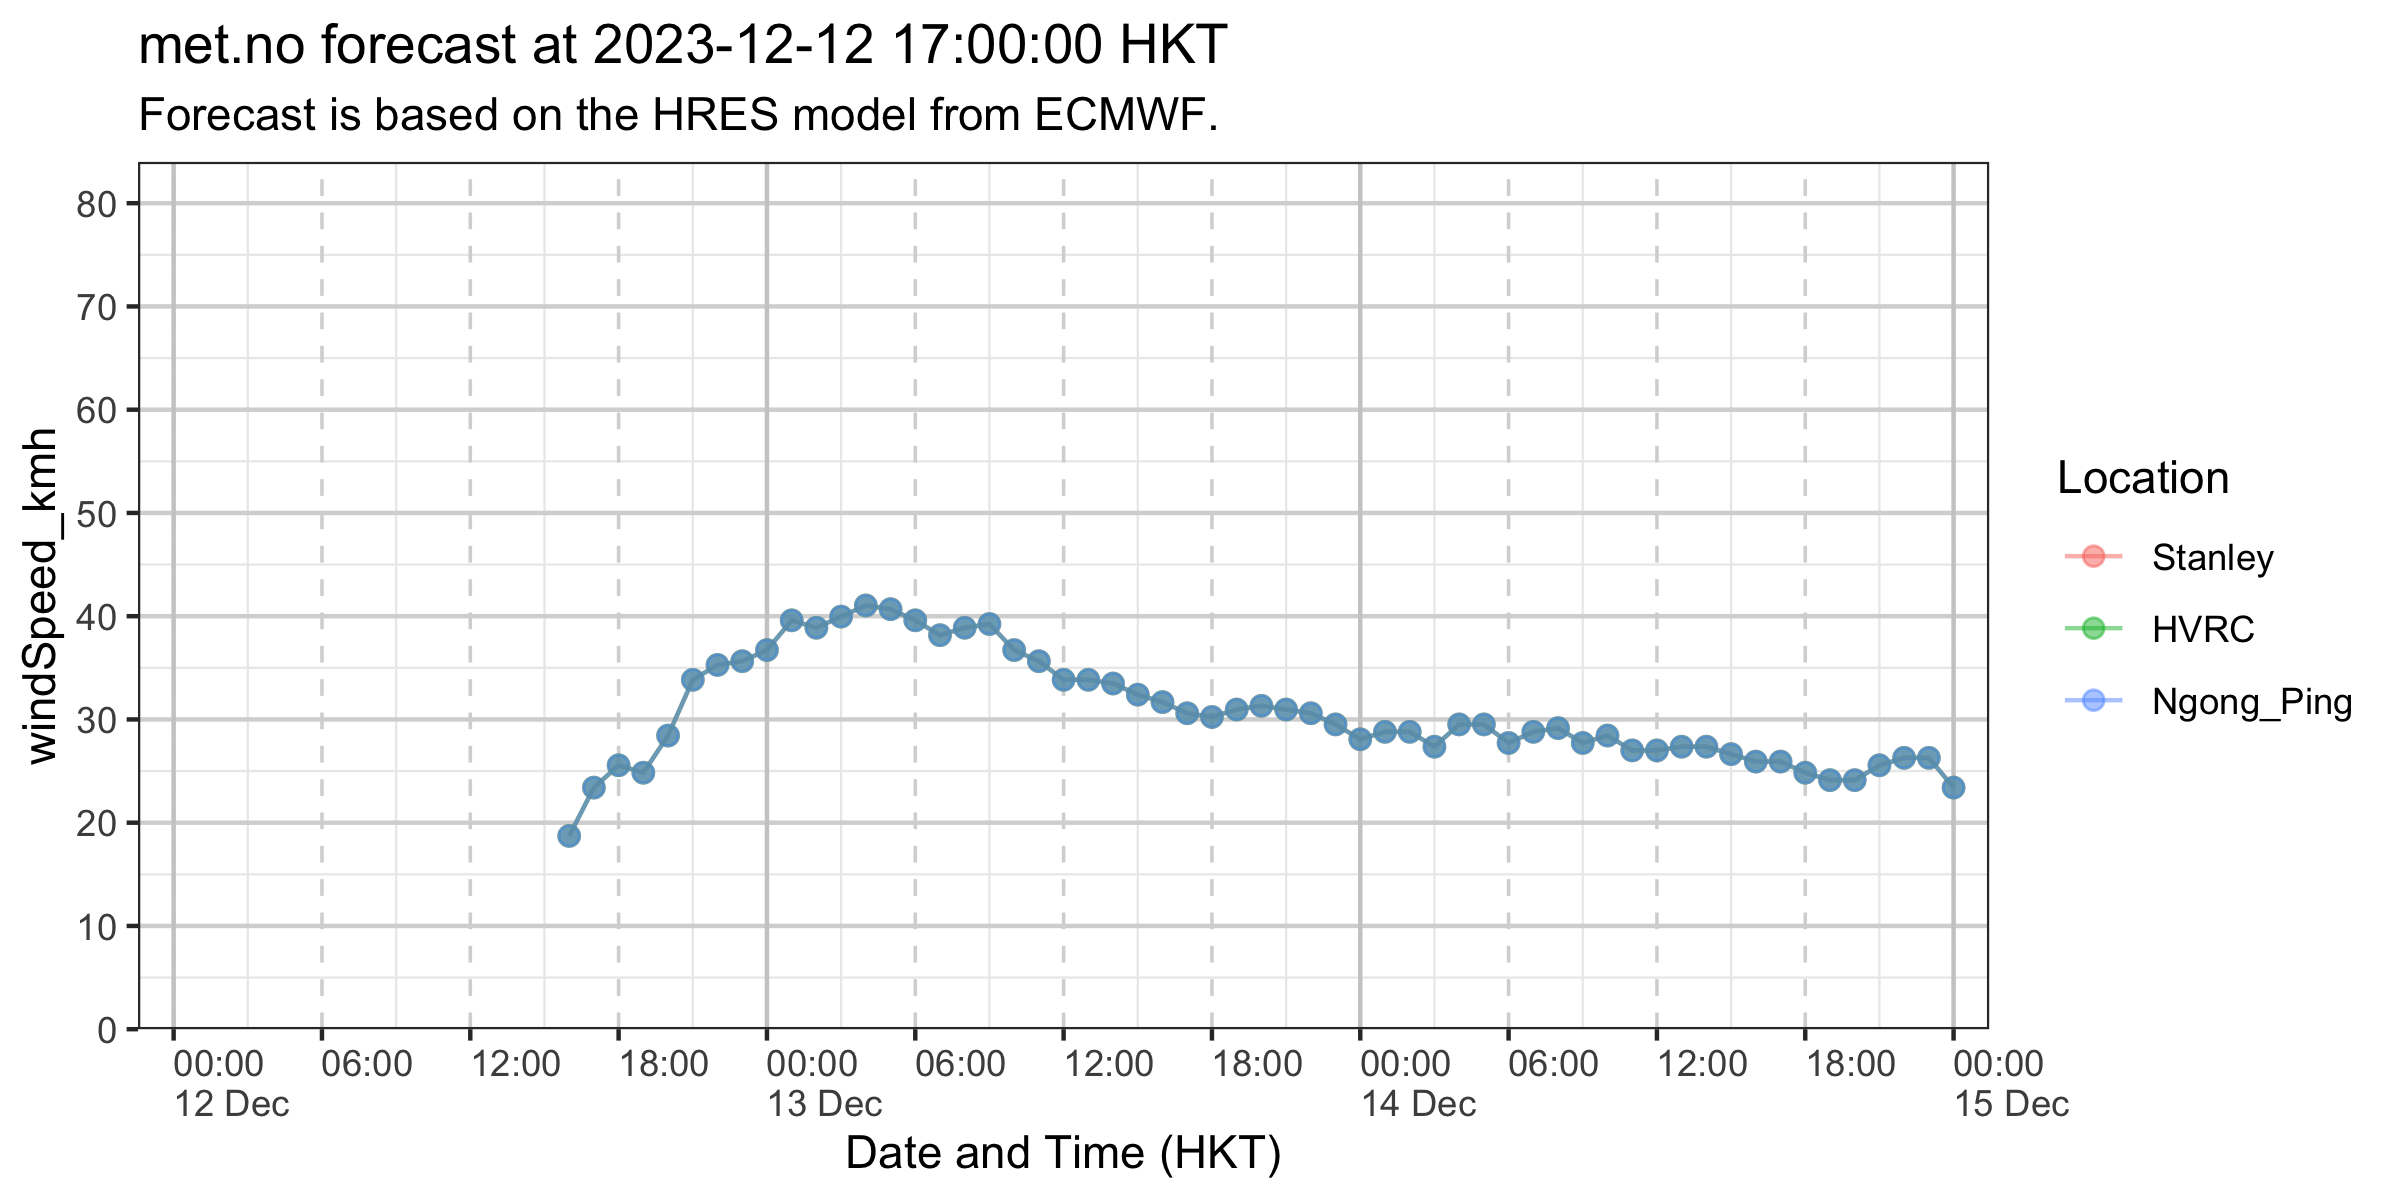 met.no forecast at 2023-12-12 17:00:00 HKT
Forecast is based on the HRES model from ECMWF.
windSpeed_kmh
80
70
60
50
40
30
20
10
0
00:00 06:00 12:00 18:00 00:00 06:00 12:00 18:00 00:00 06:00 12:00 18:00 00:00
12 Dec 13 Dec 14 Dec 15 Dec
Date and Time (HKT)
Location
Stanley
HVRC
Ngong_Ping